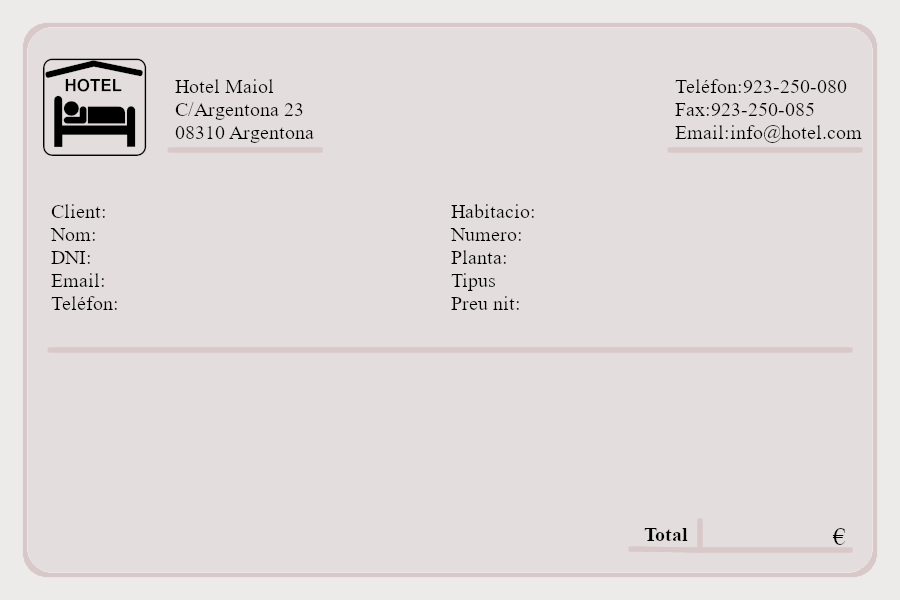 HOTEL
Hotel Maiol
C/Argentona 23
08310 Argentona
Teléfon:923-250-080
Fax:923-250-085
Email:info@hotel.com
Client:
Nom:
DNI:
Email:
Teléfon:
Habitacio:
Numero:
Planta:
Tipus
Preu nit:
Total €